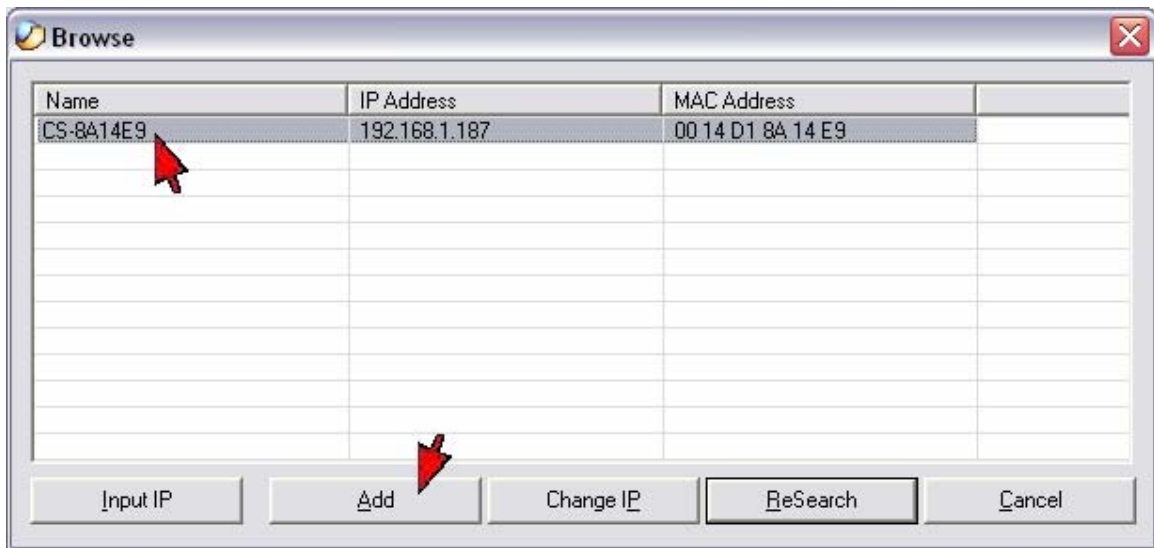 Browse
Name IP Address MAC Address
CS-8A14E9 192.168.1.187 00 14 D1 8A 14 E9
Input IP Add Change IP ReSearch Cancel